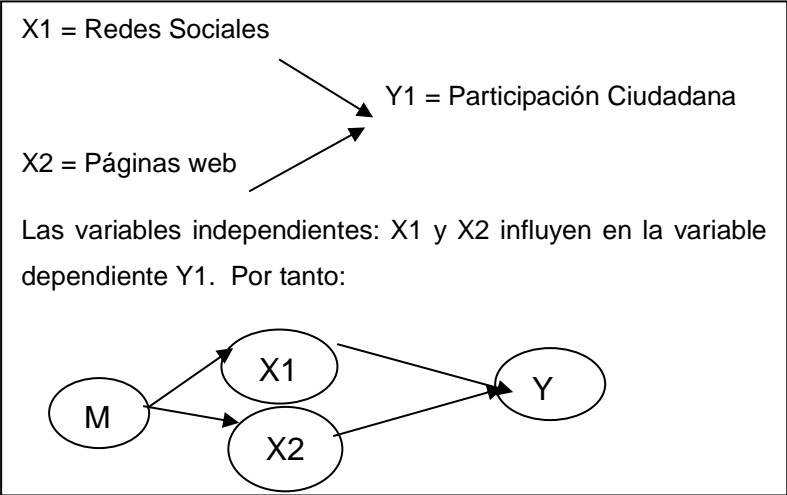 X1 = Redes Sociales
Y1 = Participación Ciudadana
X2 = Páginas web
Las variables independientes: X1 y X2 influyen en la variable
dependiente Y1. Por tanto:
X1
M
Y
X2